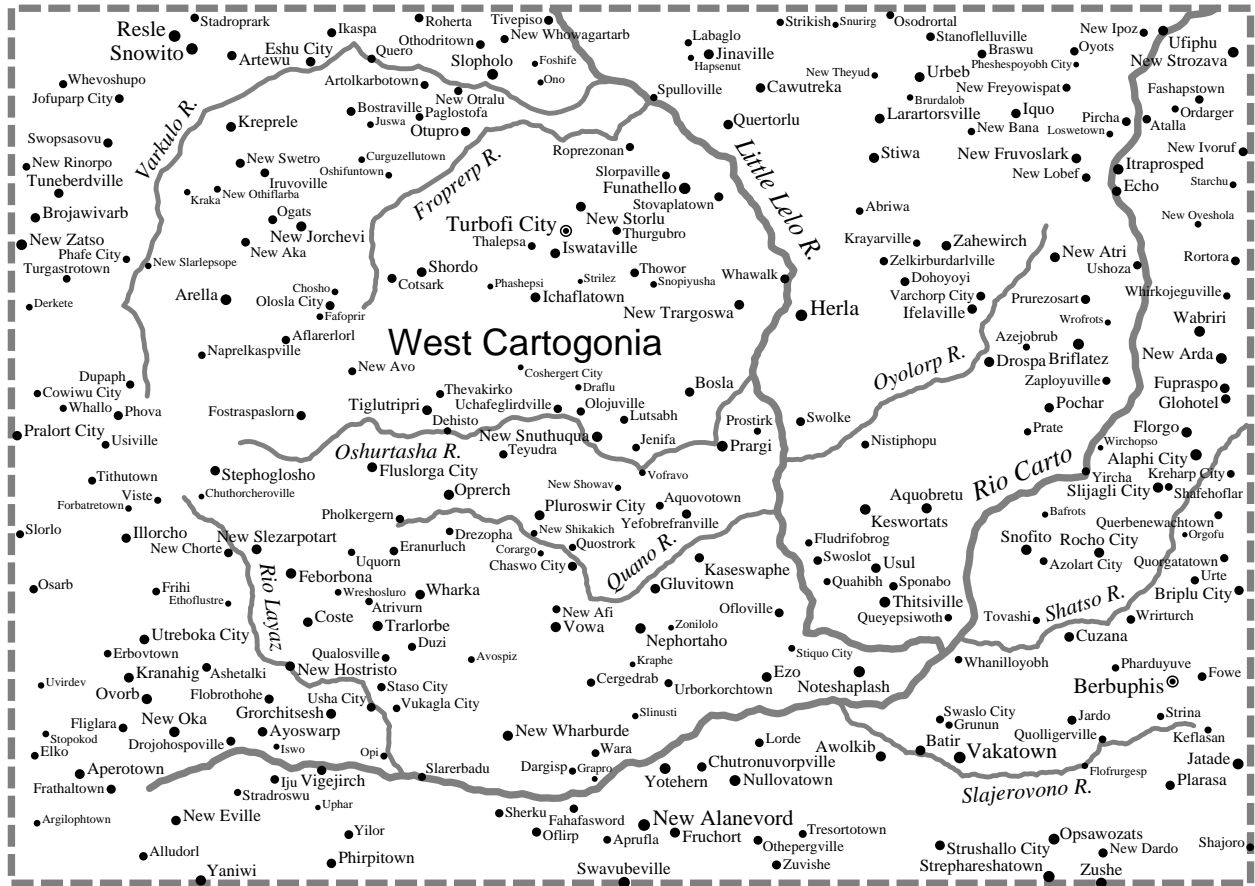 Stadroprark
Roherta
Tivepiso
Strikish
Snurirg
Osodrortal
Resle
Ikaspa
New Whowagartarb
Labaglo
Stanoflelluville
New Ipoz
Ufiphu
Snowito
Eshu City
Othodritown
Jinaville
Braswu
Oyots
Artewu
Quero
Slopholo
Foshife
Hapsenut
Pheshespoyobh City
New Strozava
Whevoshupo
Artolkarbotown
Ono
New Theyud
Urbeb
Jofuparp City
New Otralu
Spulloville
Cawutreka
New Freyowispat
Fashapstown
Bostraville
Paglostofa
Brurdalob
Iquo
Ordarger
Varkulo R.
Kreprele
Juswa
Otupro
Quertorlu
Larartorsville
New Bana
Pircha
Loswetown
Atalla
Swopsasovu
Roprezonan
Little Lelo R.
New Rinorpo
New Swetro
Curguzellutown
Froprerp R.
Stiwa
New Fruvoslark
New Ivoruf
Tuneberdville
Iruvoville
Oshifuntown
Slorpaville
New Lobef
Itraprosped
Kraka
New Othiflarba
Funathello
Echo
Starchu
Brojawivarb
Ogats
Stovaplatown
Abriwa
New Oveshola
New Jorchevi
Turbofi City
New Storlu
New Zatso
New Aka
Thalepsa
Thurgubro
Krayarville
Zahewirch
Phafe City
New Slarlepsoge
Iswataville
Zelkirburdarlville
New Atri
Rortora
Turgastrotown
Shordo
Thowor
Whawalk
Dohoyoyi
Ushoza
Cotsark
Phashepsi
Strilez
Snopiyusha
Derkete
Arella
Chosho
Olosla City
Ichaflatown
Varchorp City
Prurezosart
Whirkojeguville
Fafoprir
New Trargoswa
Herla
Ifelaville
Wrofrots
Wabriri
Aflarerlorl
West Cartogonia
Azejobrub
Naprelkaspville
Oyolorp R.
Drospa
Briflatez
New Arda
New Avo
Coshergert City
Dupaph
Cowiwu City
Thevakirko
Draflu
Bosla
Zaployuville
Fupraspo
Whallo
Phova
Fostraspaslorn
Tiglutripri
Uchafeglirdville
Olojuville
Pochar
Glohotel
Dehisto
Lutsabh
Prostirk
Swolke
Pralort City
Usiville
Oshurtasha R.
New Snuthuqua
Jenifa
Prargi
Nistiphopu
Prate
Florgo
Teyudra
Wirchopso
Tithutown
Stephoglosho
Fluslorga City
Vofravo
Rio Carto
Alaphi City
Forbatretown
Viste
Chuthorcheroville
Oprerch
New Showav
Yircha
Kreharp City
Aquovotown
Aquobretu
Slijagli City
Shafehoflar
Pholkergern
Pluroswir City
Yefobrefranville
Keswortats
Bafrots
Querbenewachtown
Slorlo
Illorcho
New Slezarpotart
Drezopha
New Shikakich
Fludrifobrog
Snofito
Rocho City
Orgofu
New Chorte
Uquorn
Eranurluch
Corargo
Quostrork
Quano R.
Swoslot
Azolart City
Quorgatatown
Rio Layaz
Feborbona
Chaswo City
Kaseswaphe
Usul
Urte
Osarb
Frihi
Ethoflustre
Wreshosluro
Wharka
Gluvitown
Quahibh
Sponabo
Briplu City
Atrivurn
New Afi
Ofloville
Thitsiville
Shatso R.
Coste
Trarlorbe
Vowa
Zonilolo
Queyepsiwoth
Tovashi
Wrirturch
Utreboka City
Duzi
Nephortaho
Cuzana
Erbovtown
Qualosville
Avospiz
Kraphe
Stiquo City
Whanilloyobh
Kranahig
Ashetalki
New Hostristo
Ezo
Noteshaplash
Pharduyuve
Fowe
Uvirdev
Ovorb
Flobrothohe
Usha City
Staso City
Cergedrab
Urborkorchtown
Berbuphis
Grorchitsesh
Vukagla City
Slinusti
Swaslo City
Jardo
Strina
Fliglara
New Oka
Ayoswarp
Grunun
Stopokod
Drojohospoville
Iswo
New Wharburde
Lorde
Batir
Quolligerville
Keflasan
Elko
Opi
Wara
Awolkib
Vakatown
Aperotown
Iju
Vigejirch
Slarerbatu
Dargisp
Grapro
Yotehern
Chutronuvorpville
Flofrurgesp
Jatade
Frathaltown
Stradroswu
Nullovatown
Slajerovono R.
Plarasa
Uphar
Argilophtown
New Eville
Sherku
Fahafasword
New Alanevord
Yilor
Oflirp
Aprufla
Fruchort
Tresortotown
Othepergville
Opsawozats
Alludorl
Phirpitown
Strushallo City
New Dardo
Shajoro
Yaniwi
Swavubeville
Zuvishe
Strephareshatown
Zushe